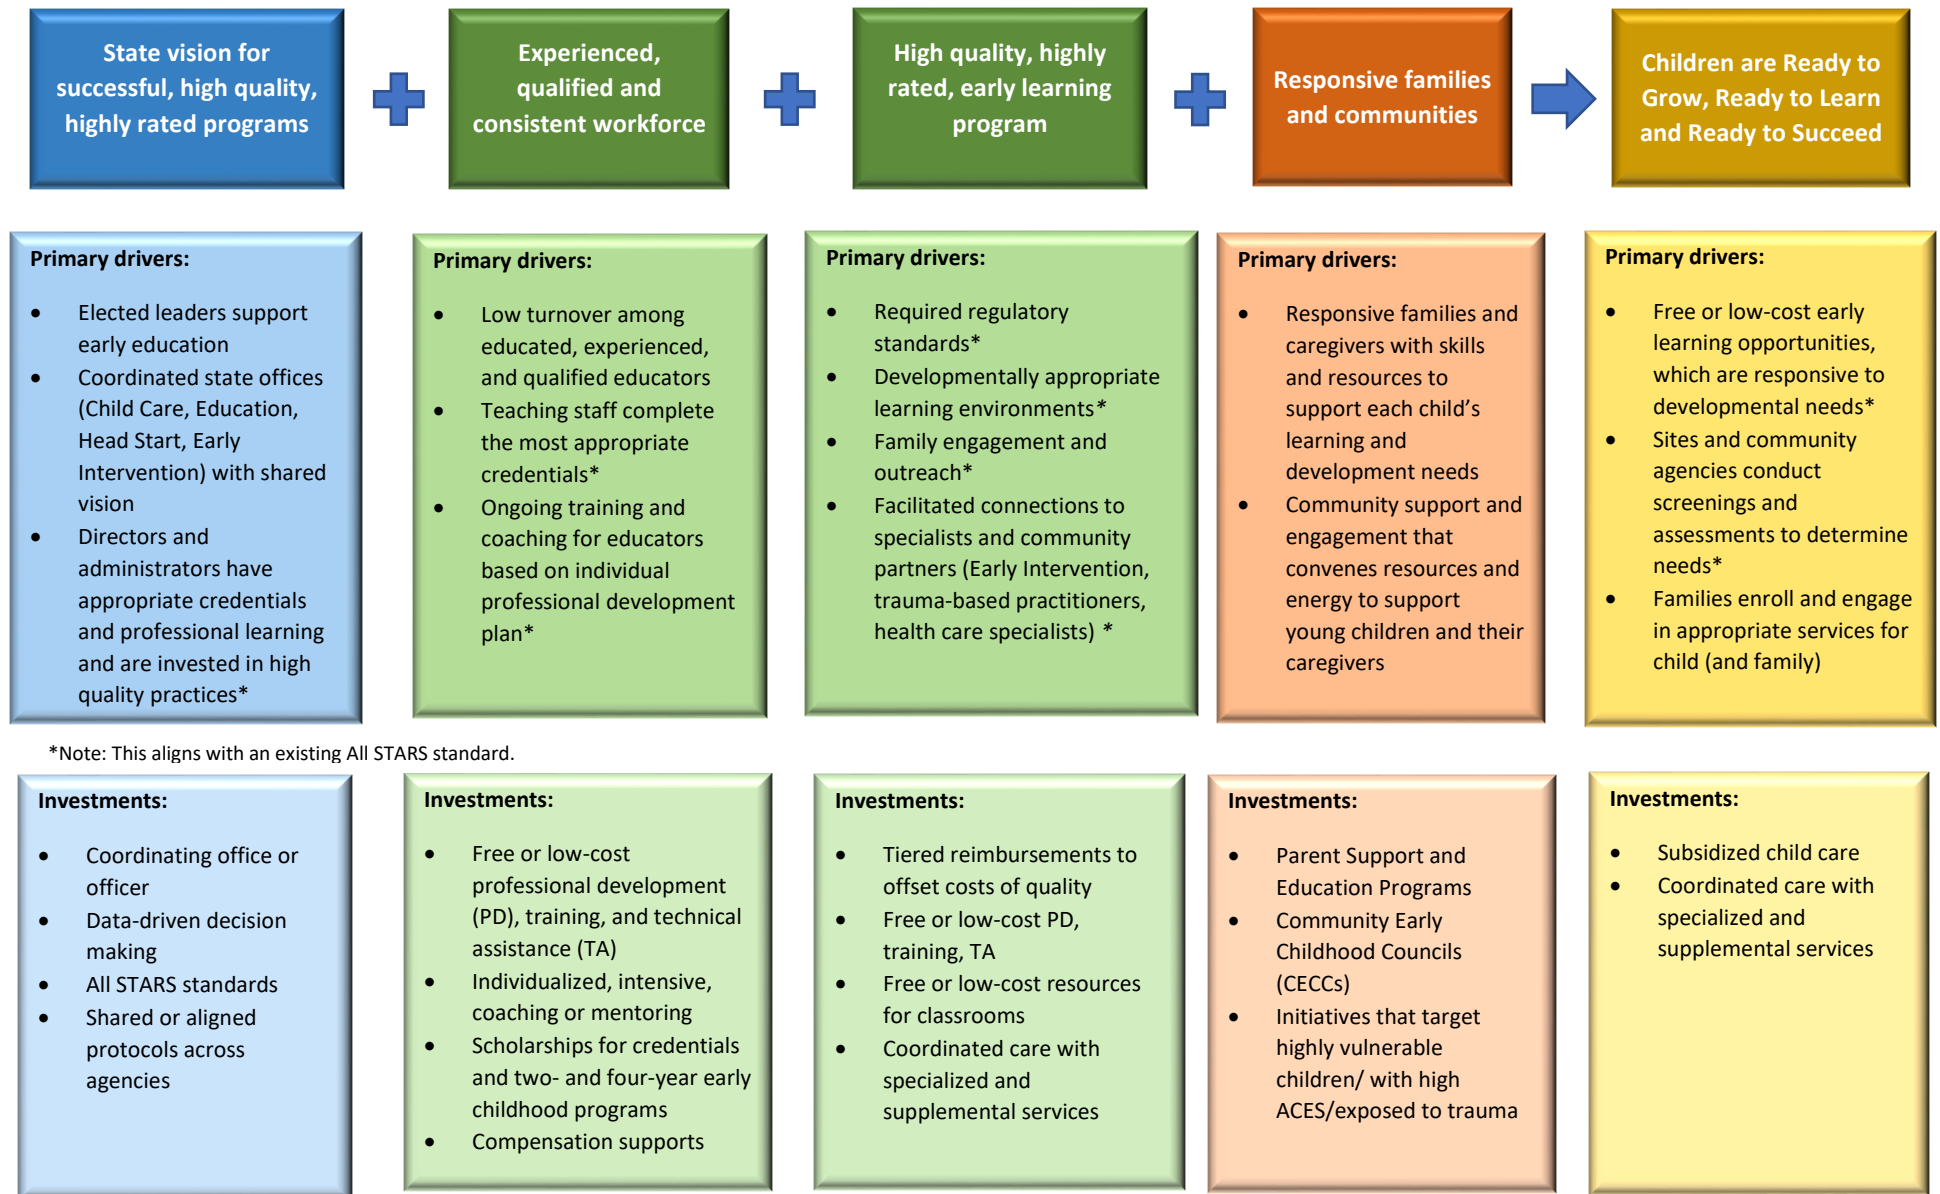 State vision for
successful, high quality,
highly rated programs
Experienced,
qualified and
consistent workforce
High quality, highly
rated, early learning
program
Responsive families
and communities
Children are Ready to
Grow, Ready to Learn
and Ready to Succeed
Primary drivers:
• Elected leaders support
early education
• Coordinated state offices
(Child Care, Education,
Head Start, Early
Intervention) with shared
vision
• Directors and
administrators have
appropriate credentials
and professional learning
and are invested in high
quality practices*
Primary drivers:
• Low turnover among
educated, experienced,
and qualified educators
• Teaching staff complete
the most appropriate
credentials*
• Ongoing training and
coaching for educators
based on individual
professional development
plan*
Primary drivers:
• Required regulatory
standards*
• Developmentally appropriate
learning environments*
• Family engagement and
outreach*
• Facilitated connections to
specialists and community
partners (Early Intervention,
trauma-based practitioners,
health care specialists) *
Primary drivers:
• Responsive families and
caregivers with skills
and resources to
support each child’s
learning and
development needs
• Community support and
engagement that
convenes resources and
energy to support
young children and their
caregivers
Primary drivers:
• Free or low-cost early
learning opportunities,
which are responsive to
developmental needs*
• Sites and community
agencies conduct
screenings and
assessments to determine
needs*
• Families enroll and engage
in appropriate services for
child (and family)
*Note: This aligns with an existing All STARS standard.
Investments:
• Coordinating office or
officer
• Data-driven decision
making
• All STARS standards
• Shared or aligned
protocols across
agencies
Investments:
• Free or low-cost
professional development
(PD), training, and technical
assistance (TA)
• Individualized, intensive,
coaching or mentoring
• Scholarships for credentials
and two- and four-year early
childhood programs
• Compensation supports
Investments:
• Tiered reimbursements to
offset costs of quality
• Free or low-cost PD,
training, TA
• Free or low-cost resources
for classrooms
• Coordinated care with
specialized and
supplemental services
Investments:
• Parent Support and
Education Programs
• Community Early
Childhood Councils
(CECCs)
• Initiatives that target
highly vulnerable
children/ with high
ACES/exposed to trauma
Investments:
• Subsidized child care
• Coordinated care with
specialized and
supplemental services